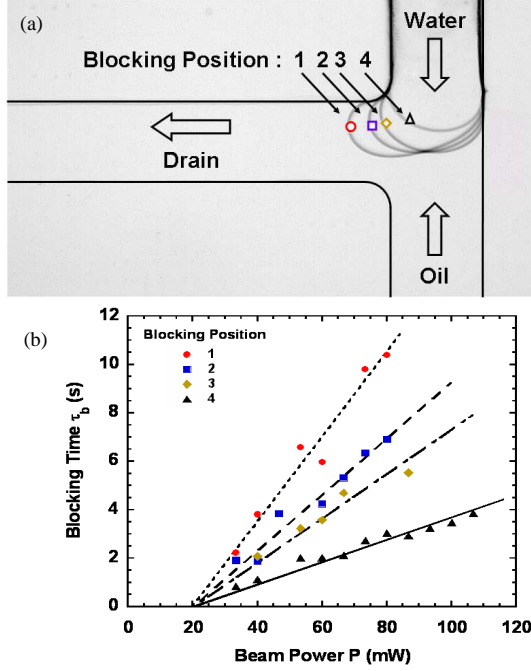 (a)
Water
Blocking Position : 1 2 3 4
Drain
Oil
(b)
12
10
8
6
4
2
0
Blocking Time τb (s)
Blocking Position
1
2
3
4
0 20 40 60 80 100 120
Beam Power P (mW)